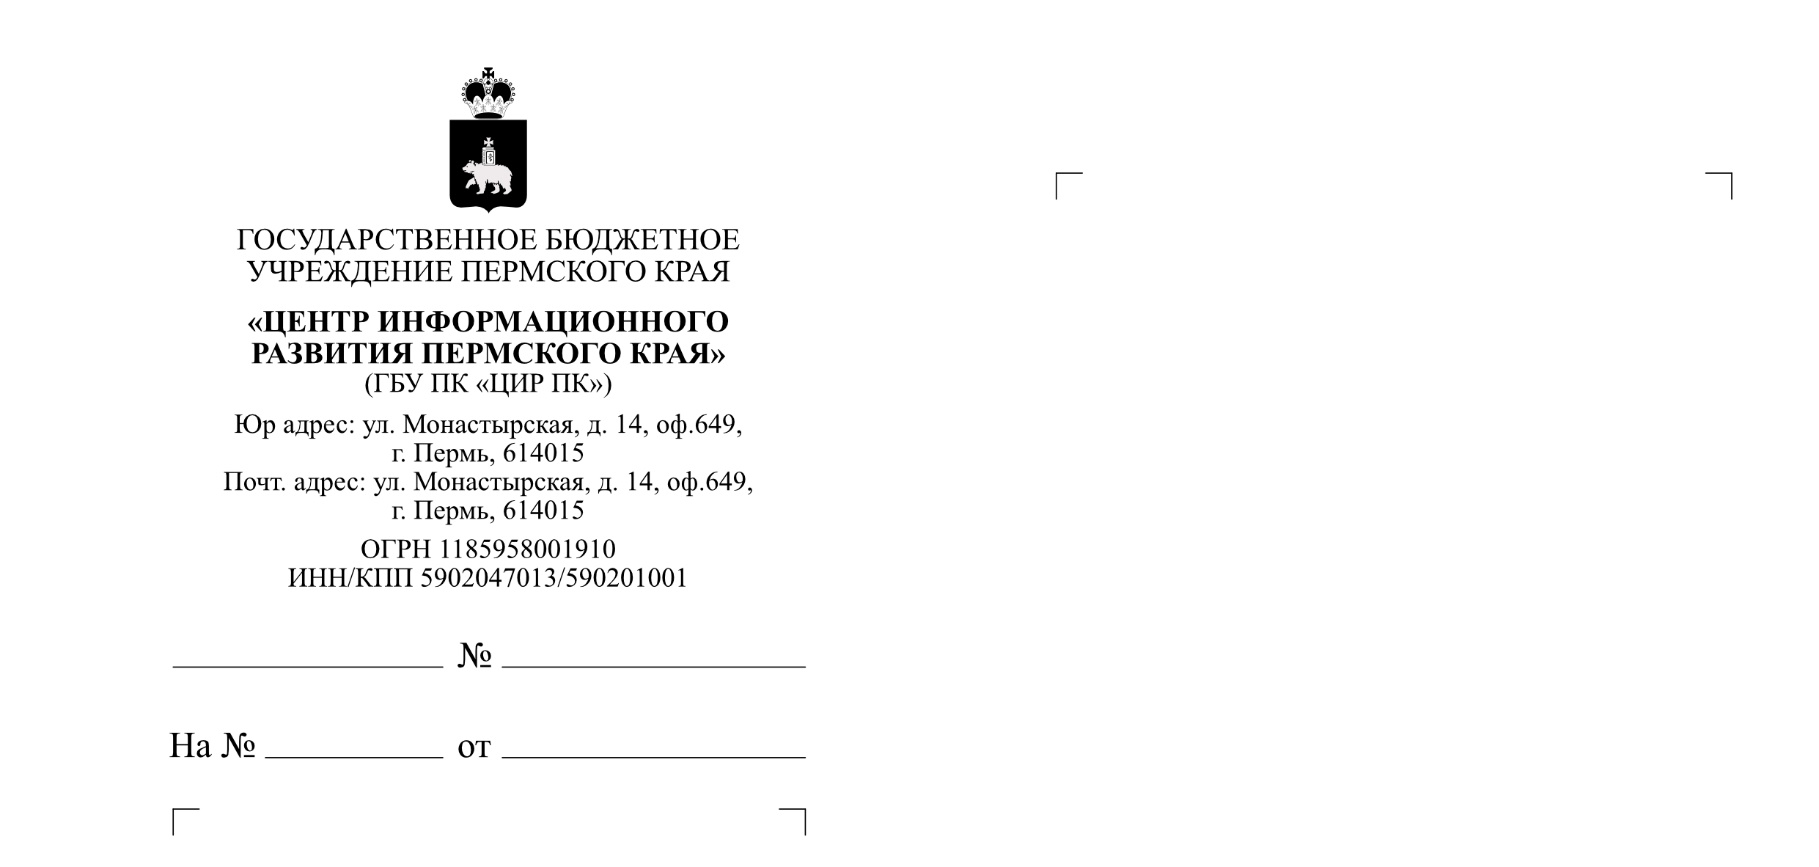 ГОСУДАРСТВЕННОЕ БЮДЖЕТНОЕ
УЧРЕЖДЕНИЕ ПЕРМСКОГО КРАЯ
«ЦЕНТР ИНФОРМАЦИОННОГО
РАЗВИТИЯ ПЕРМСКОГО КРАЯ»
(ГБУ ПК «ЦИР ПК»)
Юр адрес: ул. Монастырская, д. 14, оф.649,
г. Пермь, 614015
Почт. адрес: ул. Монастырская, д. 14, оф.649,
г. Пермь, 614015
ОГРН 1185958001910
ИНН/КПП 5902047013/590201001
№
На № от